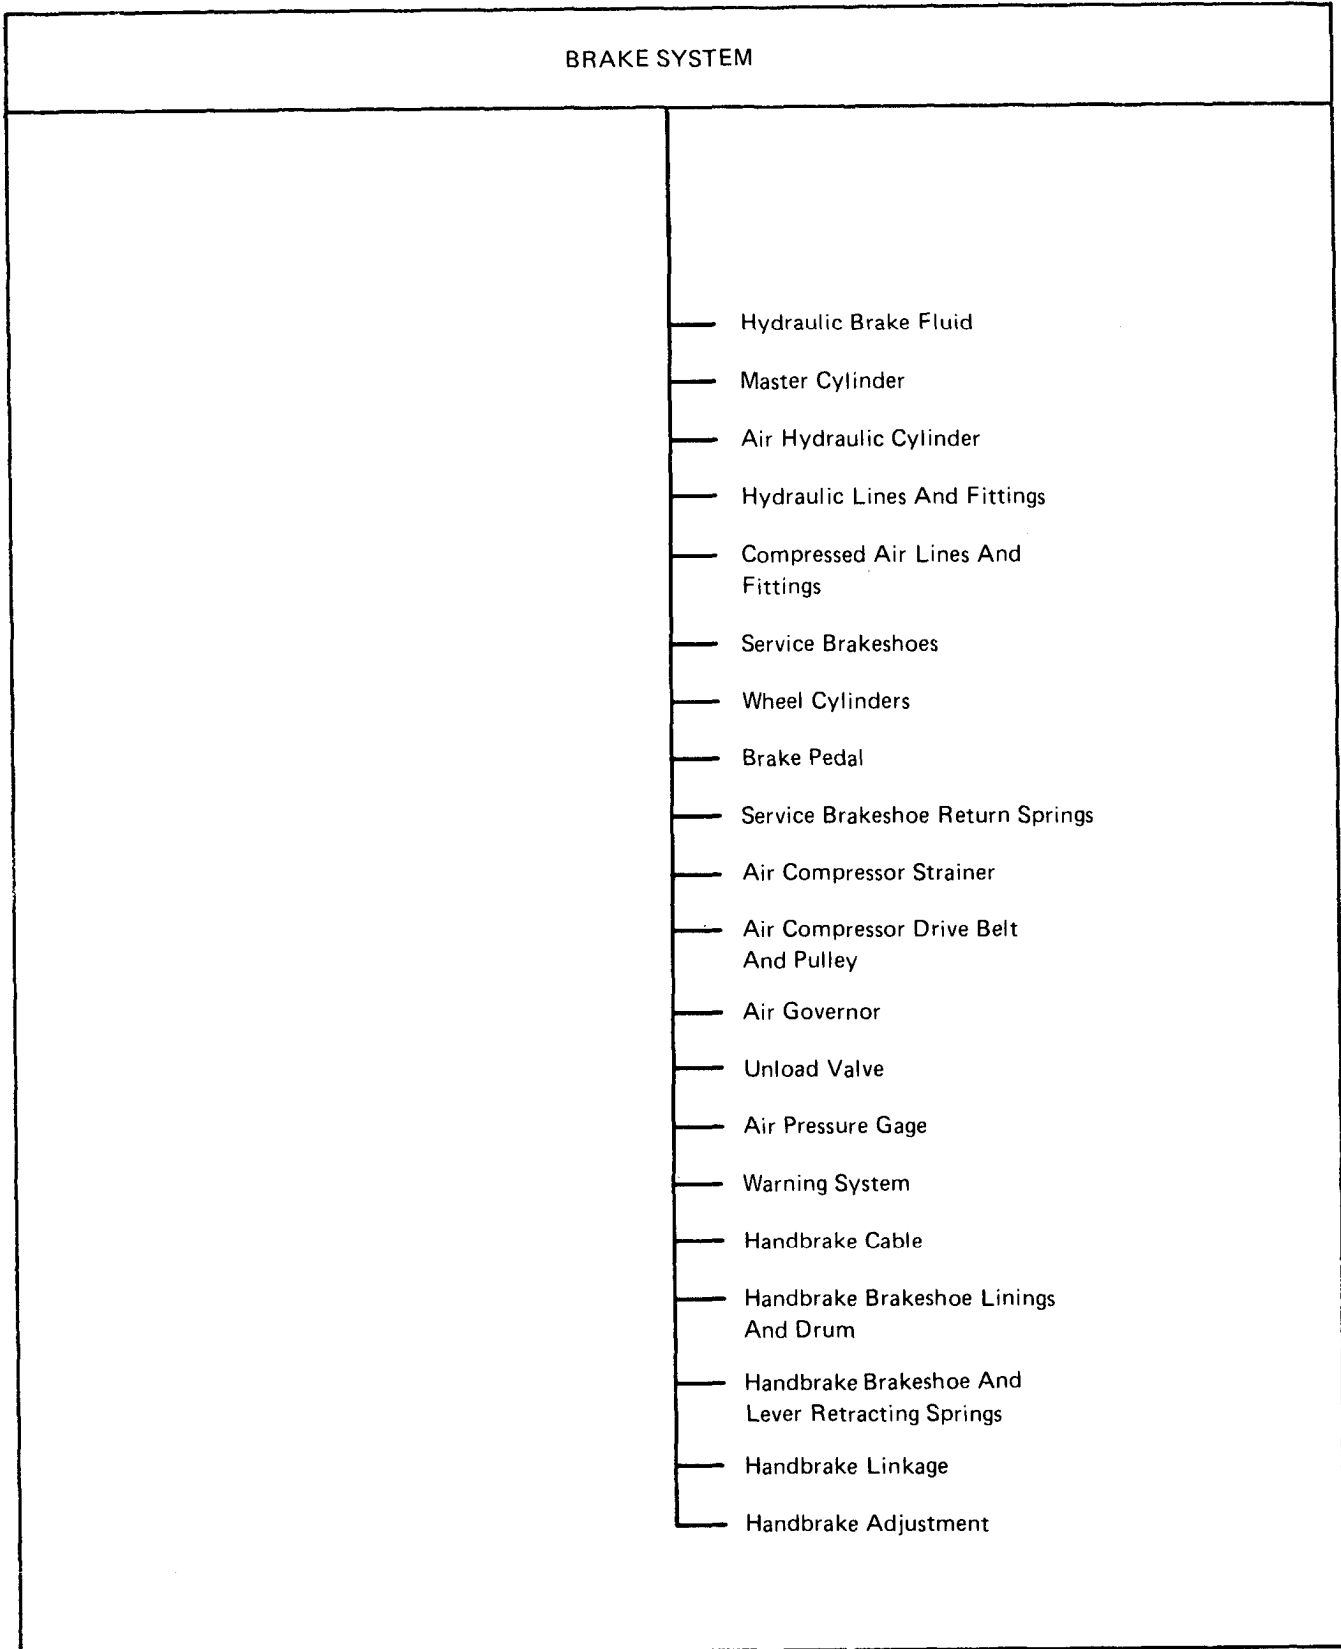 BRAKE SYSTEM
Hydraulic Brake Fluid
Master Cylinder
Air Hydraulic Cylinder
Hydraulic Lines And Fittings
Compressed Air Lines And
Fittings
Service Brakeshoes
Wheel Cylinders
Brake Pedal
Service Brakeshoe Return Springs
Air Compressor Strainer
Air Compressor Drive Belt
And Pulley
Air Governor
Unload Valve
Air Pressure Gage
Warning System
Handbrake Cable
Handbrake Brakeshoe Linings
And Drum
Handbrake Brakeshoe And
Lever Retracting Springs
Handbrake Linkage
Handbrake Adjustment